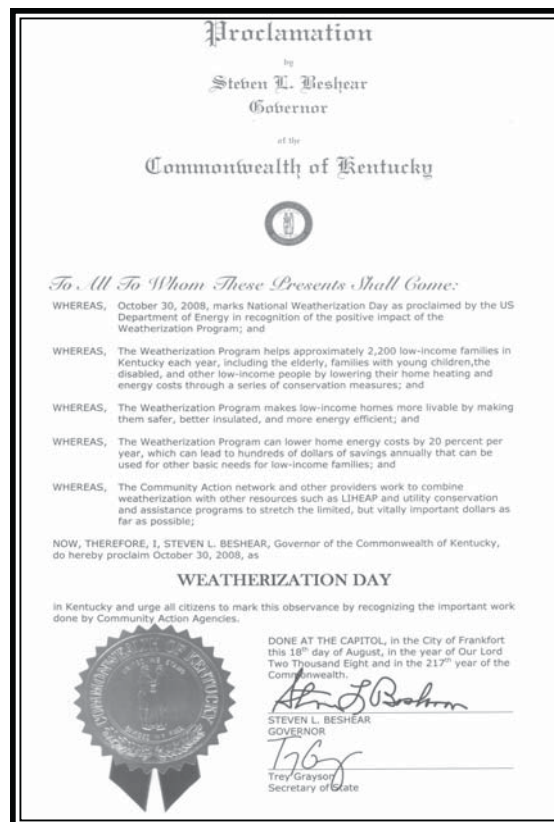 Proclamation
by
Steven L. Beshear
Governor
of the
Commonwealth of Kentucky
To All To Whom These Presents Shall Come:
WHEREAS, October 30, 2008, marks National Weatherization Day as proclaimed by the US
Department of Energy in recognition of the positive impact of the
Weatherization Program; and
WHEREAS, The Weatherization Program helps approximately 2,200 low-income families in
Kentucky each year, including the elderly, families with young children,the
disabled, and other low-income people by lowering their home heating and
energy costs through a series of conservation measures; and
WHEREAS, The Weatherization Program makes low-income homes more livable by making
them safer, better insulated, and more energy efficient; and
WHEREAS, The Weatherization Program can lower home energy costs by 20 percent per
year, which can lead to hundreds of dollars of savings annually that can be
used for other basic needs for low-income families; and
WHEREAS, The Community Action network and other providers work to combine
weatherization with other resources such as LIHEAP and utility conservation
and assistance programs to stretch the limited, but vitally important dollars as
far as possible;
NOW, THEREFORE, I, STEVEN L. BESHEAR, Governor of the Commonwealth of Kentucky,
do hereby proclaim October 30, 2008, as
WEATHERIZATION DAY
in Kentucky and urge all citizens to mark this observance by recognizing the important work
done by Community Action Agencies.
COMMONWEALTH OF KENTUCKY
DONE AT THE CAPITOL, in the City of Frankfort
this 18th day of August, in the year of Our Lord
Two Thousand Eight and in the 217th year of the
Commonwealth.
STEVEN L. BESHEAR
GOVERNOR
Trey Grayson
Secretary of State